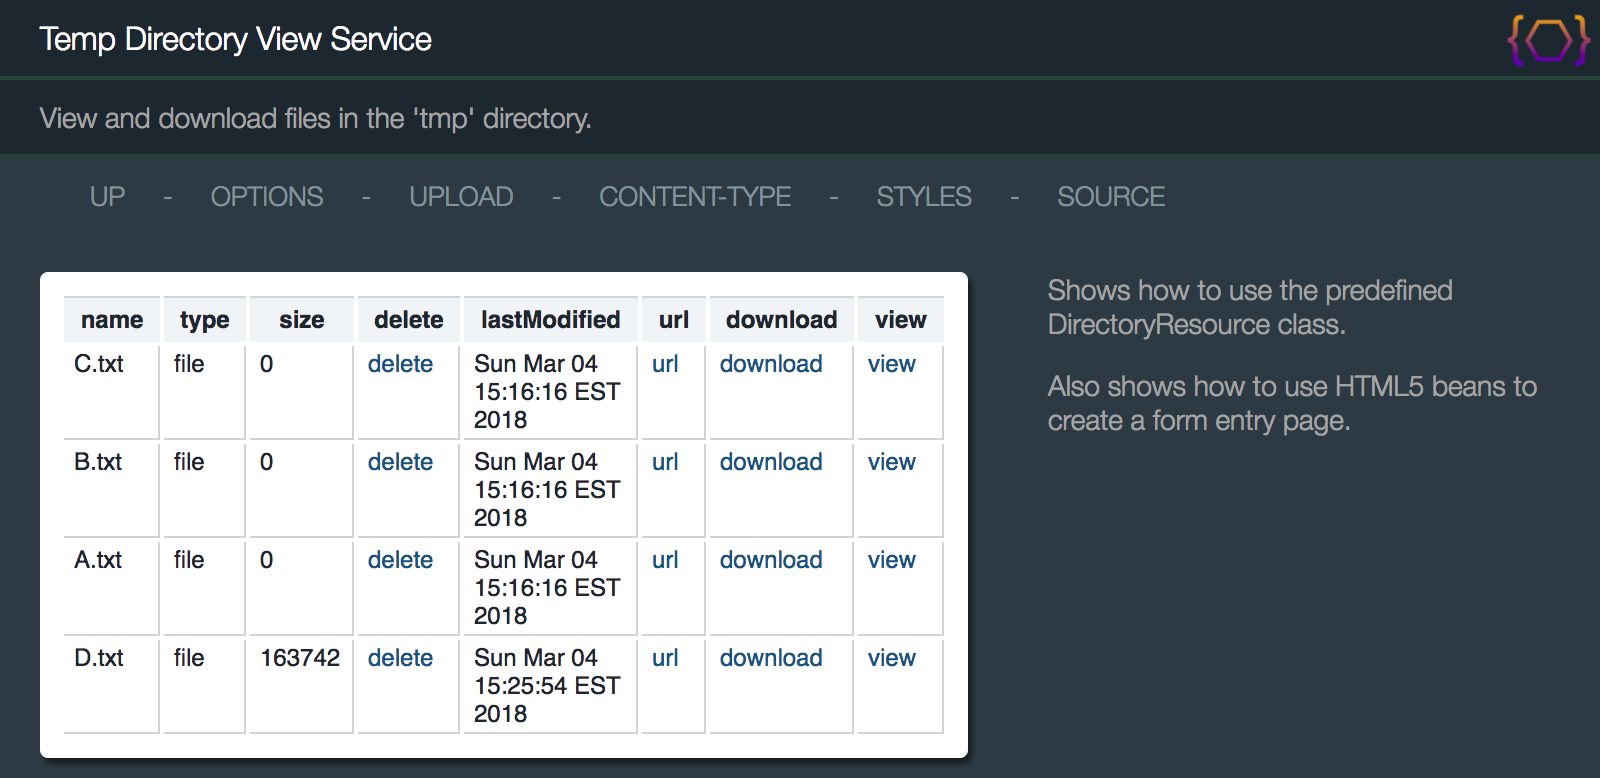 Temp Directory View Service
View and download files in the 'tmp' directory.
UP - OPTIONS - UPLOAD - CONTENT-TYPE - STYLES - SOURCE
name type size delete lastModified url download view
C.txt file 0 delete Sun Mar 04 url download view
15:16:16 EST
2018
B.txt file 0 delete Sun Mar 04 url download view
15:16:16 EST
2018
A.txt file 0 delete Sun Mar 04 url download view
15:16:16 EST
2018
D.txt file 163742 delete Sun Mar 04 url download view
15:25:54 EST
2018
Shows how to use the predefined
DirectoryResource class.
Also shows how to use HTML5 beans to
create a form entry page.